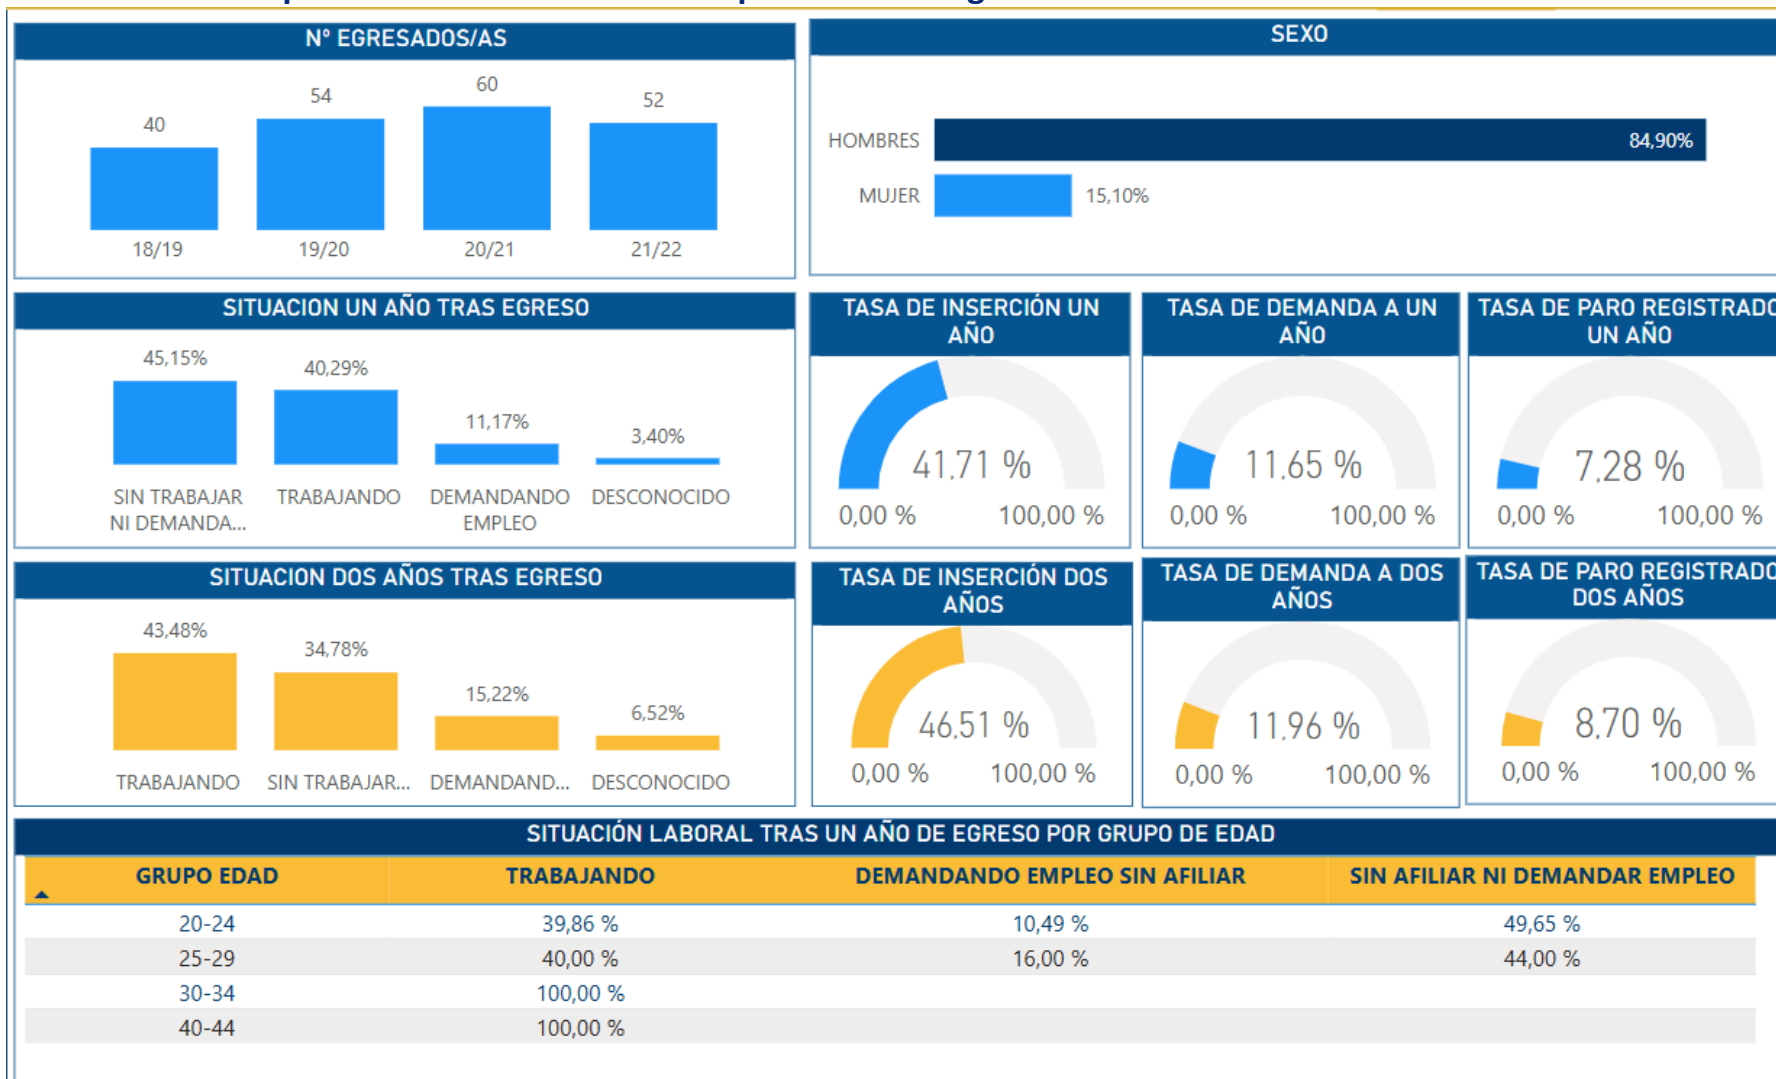 Nº EGRESADOS/AS
40
54
60
52
18/19
19/20
20/21
21/22
SEXO
HOMBRES
84,90%
MUJER
15,10%
SITUACION UN AÑO TRAS EGRESO
45,15%
40,29%
11,17%
3,40%
SIN TRABAJAR
NI DEMANDA...
TRABAJANDO
DEMANDANDO
EMPLEO
DESCONOCIDO
TASA DE INSERCIÓN UN
AÑO
41,71 %
0,00 %
100,00 %
TASA DE DEMANDA A UN
AÑO
11,65 %
0,00 %
100,00 %
TASA DE PARO REGISTRADO
UN AÑO
7,28 %
0,00 %
100,00 %
SITUACION DOS AÑOS TRAS EGRESO
43,48%
34,78%
15,22%
6,52%
TRABAJANDO
SIN TRABAJAR...
DEMANDAND...
DESCONOCIDO
TASA DE INSERCIÓN DOS
AÑOS
46,51 %
0,00 %
100,00 %
TASA DE DEMANDA A DOS
AÑOS
11,96 %
0,00 %
100,00 %
TASA DE PARO REGISTRADO
DOS AÑOS
8,70 %
0,00 %
100,00 %
SITUACIÓN LABORAL TRAS UN AÑO DE EGRESO POR GRUPO DE EDAD
GRUPO EDAD TRABAJANDO DEMANDANDO EMPLEO SIN AFILIAR SIN AFILIAR NI DEMANDAR EMPLEO
20-24 39,86 % 10,49 % 49,65 %
25-29 40,00 % 16,00 % 44,00 %
30-34 100,00 %
40-44 100,00 %